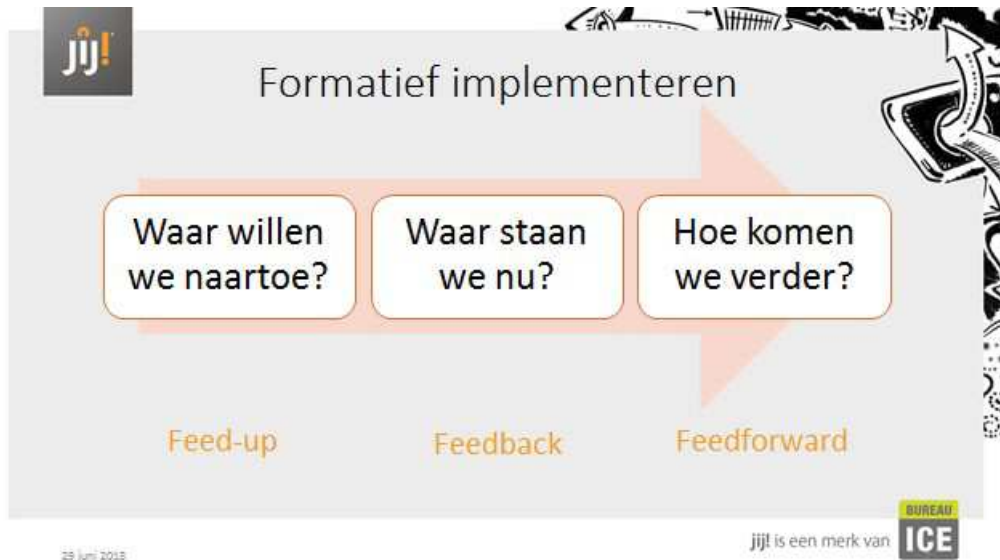 jij!
Formatief implementeren
Waar willen
we naartoe?
Waar staan
we nu?
Hoe komen
we verder?
Feed-up
Feedback
Feedforward
29 juni 2018
jij! is een merk van
BUREAU
ICE